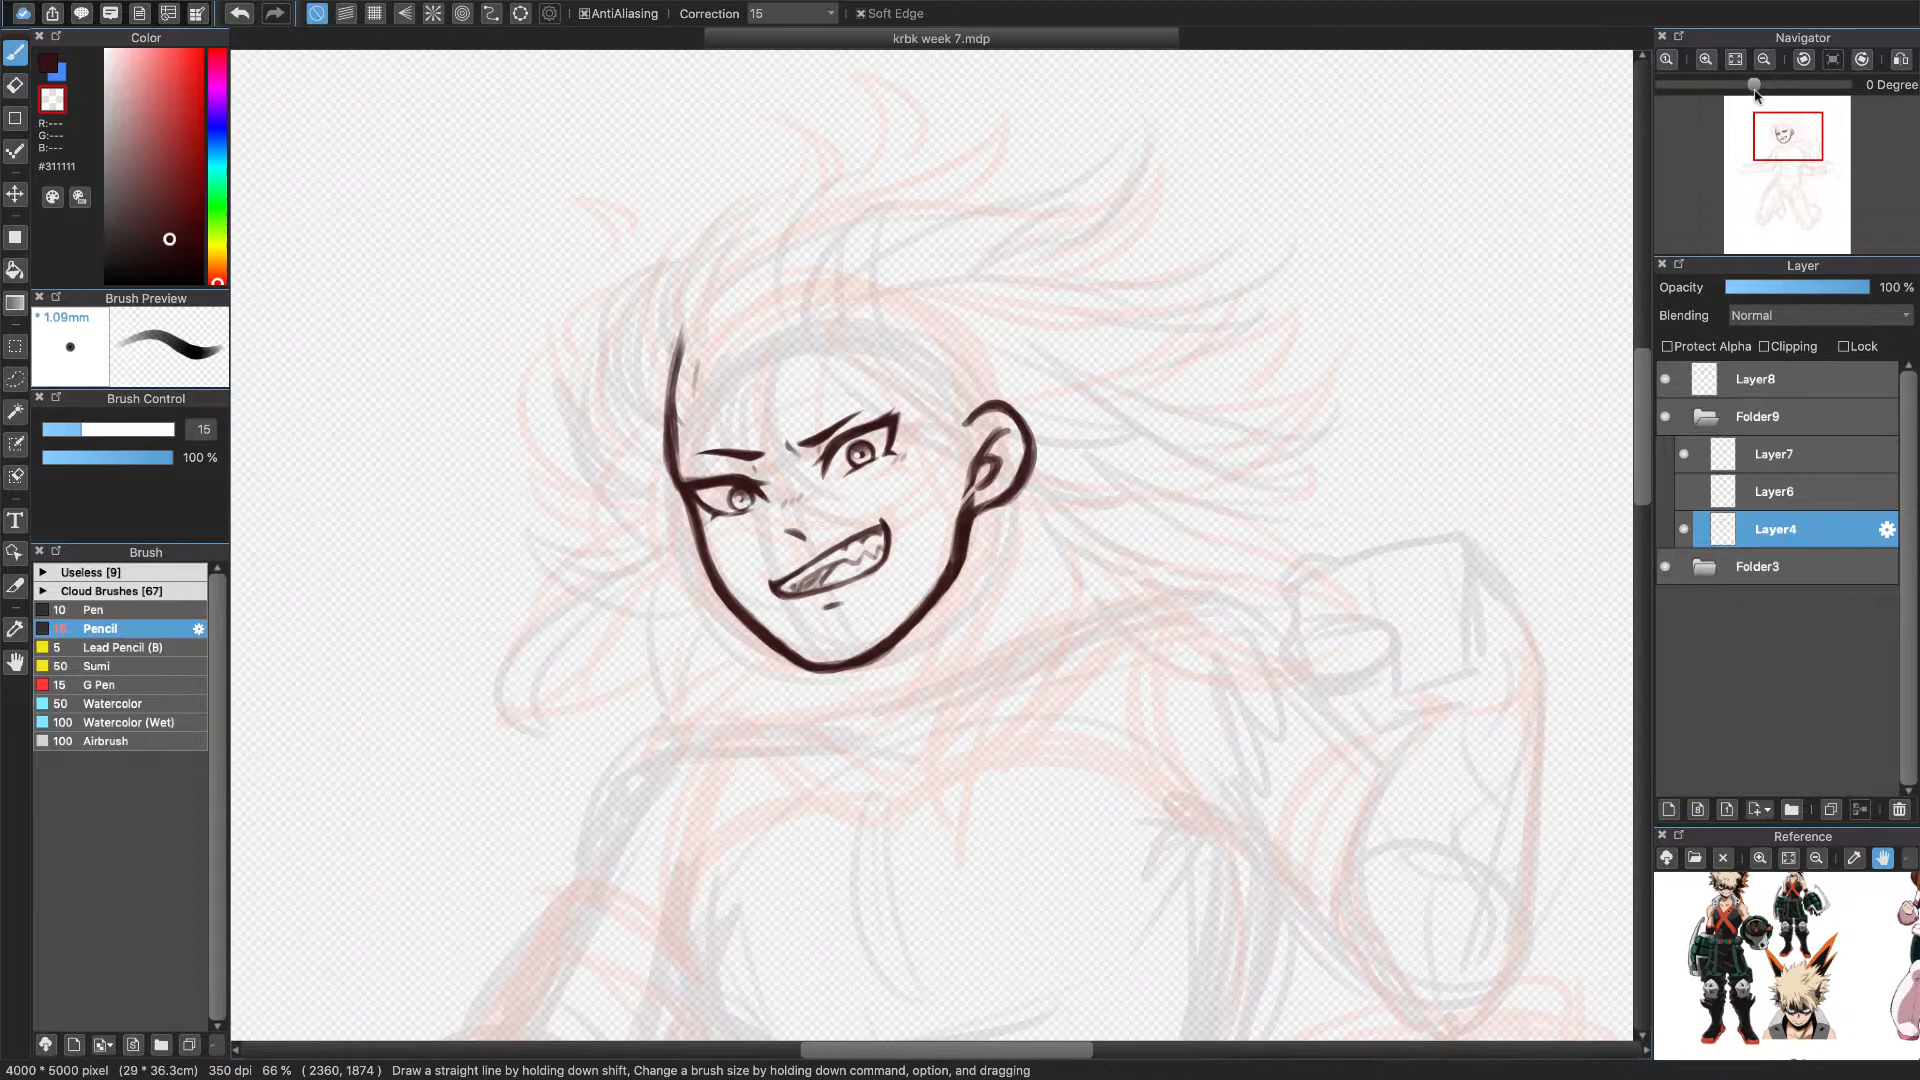 AntiAliasing Correction 15 Soft Edge
krbk week 7.mdp
Color
R:---
G:---
B:---
#311111
Brush Preview
* 1.09mm
Brush Control
15
100 %
Brush
Useless [9]
Cloud Brushes [67]
10 Pen
15 Pencil
5 Lead Pencil (B)
50 Sumi
15 G Pen
50 Watercolor
100 Watercolor (Wet)
100 Airbrush
Navigator
0 Degree
Layer
Opacity 100 %
Blending Normal
Protect Alpha Clipping Lock
Layer8
Folder9
Layer7
Layer6
Layer4
Folder3
Reference
4000 * 5000 pixel (29 * 36.3cm) 350 dpi 66 % ( 2360, 1874 ) Draw a straight line by holding down shift, Change a brush size by holding down command, option, and dragging